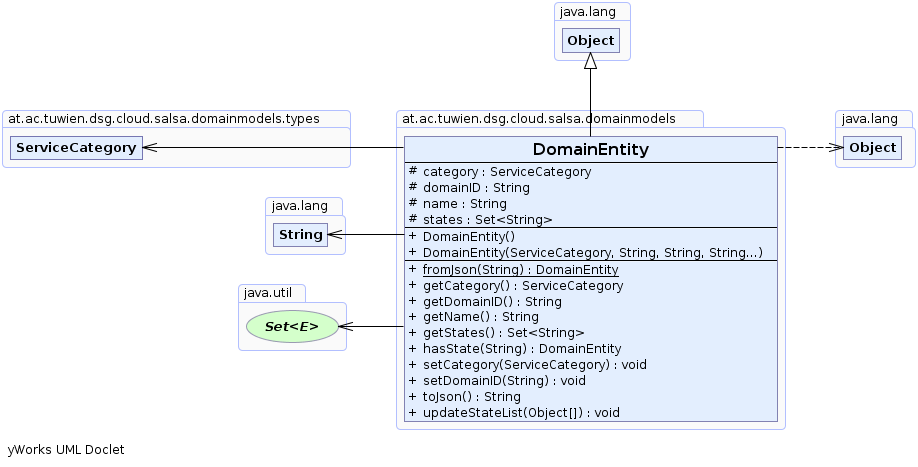 java.lang
Object
at.ac.tuwien.dsg.cloud.salsa.domainmodels.types
ServiceCategory
at.ac.tuwien.dsg.cloud.salsa.domainmodels
java.lang
Object
DomainEntity
# category : ServiceCategory
# domainID : String
# name : String
# states : Set<String>
java.lang
String
+ DomainEntity()
+ DomainEntity(ServiceCategory, String, String, String...)
+ fromJson(String) : DomainEntity
+ getCategory() : ServiceCategory
+ getDomainID() : String
+ getName() : String
+ getStates() : Set<String>
+ hasState(String) : DomainEntity
+ setCategory(ServiceCategory) : void
+ setDomainID(String) : void
+ toJson() : String
+ updateStateList(Object[]) : void
java.util
Set<E>
yWorks UML Doclet